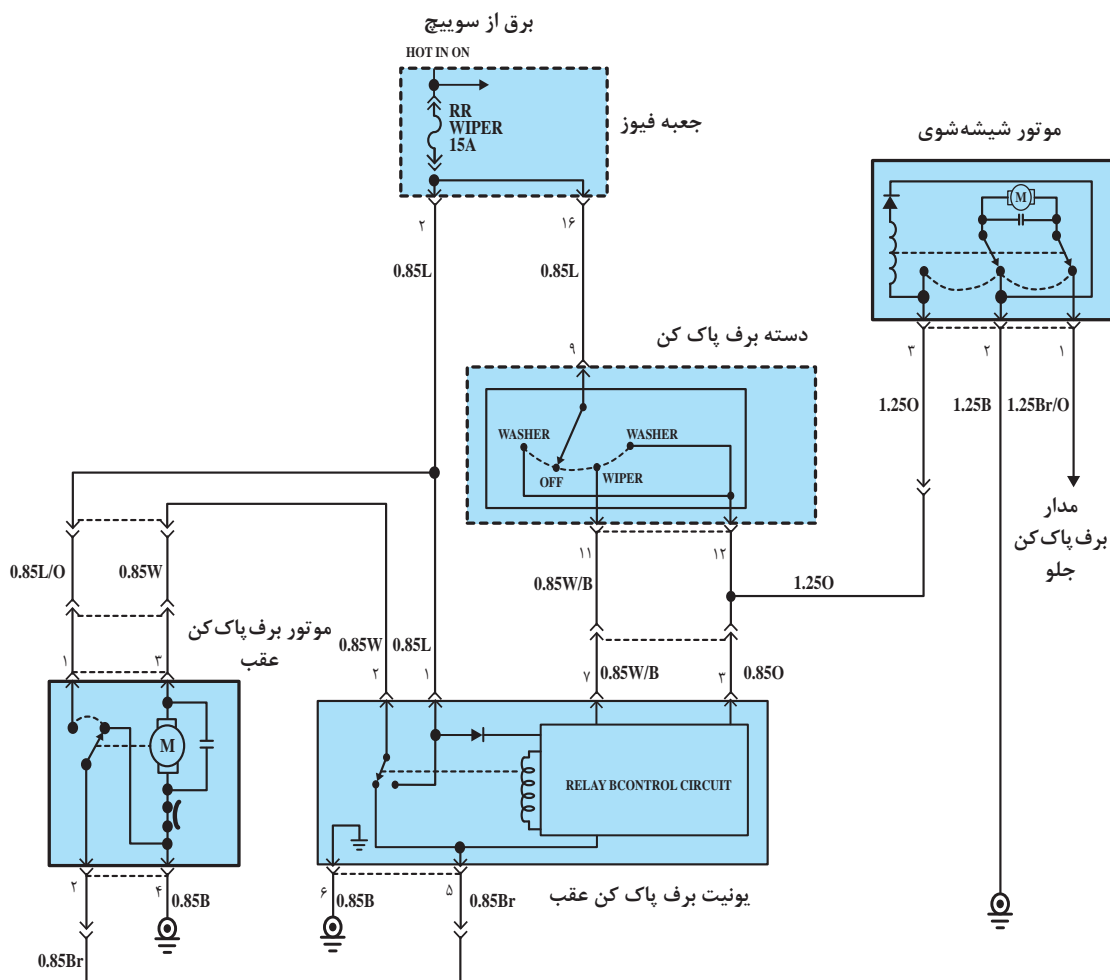 برق از سوییچ
HOT IN ON
RR
WIPER
15A
جعبه فیوز
موتور شیشه‌شوی
M
۲
۱۶
0.85L
0.85L
۳
۲
۱
۹
دسته برف پاک کن
1.25O
1.25B
1.25Br/O
WASHER
WASHER
OFF
WIPER
مدار
برف پاک کن
جلو
۱۱
۱۲
0.85L/O
0.85W
0.85W/B
1.25O
موتور برف پاک کن
عقب
0.85W
0.85L
۱
۳
۲
۱
۷
0.85W/B
۳
0.85O
M
RELAY BCONTROL CIRCUIT
۲
۴
0.85B
۶
0.85B
۵
0.85Br
یونیت برف پاک کن عقب
0.85Br